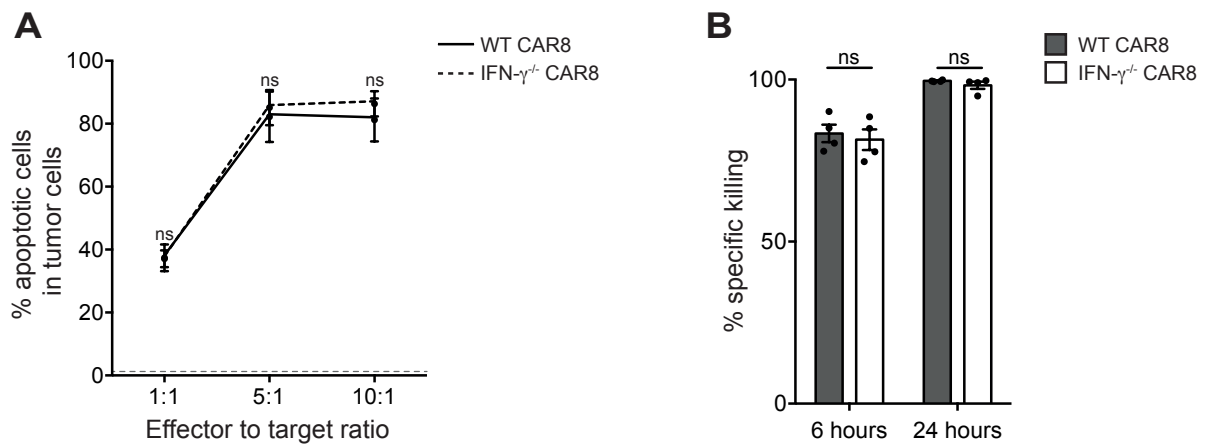 A
WT CAR8
IFN-γ-/- CAR8
100
80
60
40
20
0
ns
ns
ns
% apoptotic cells
in tumor cells
1:1
5:1
10:1
Effector to target ratio
B
WT CAR8
IFN-γ-/- CAR8
ns
ns
100
50
0
% specific killing
6 hours
24 hours